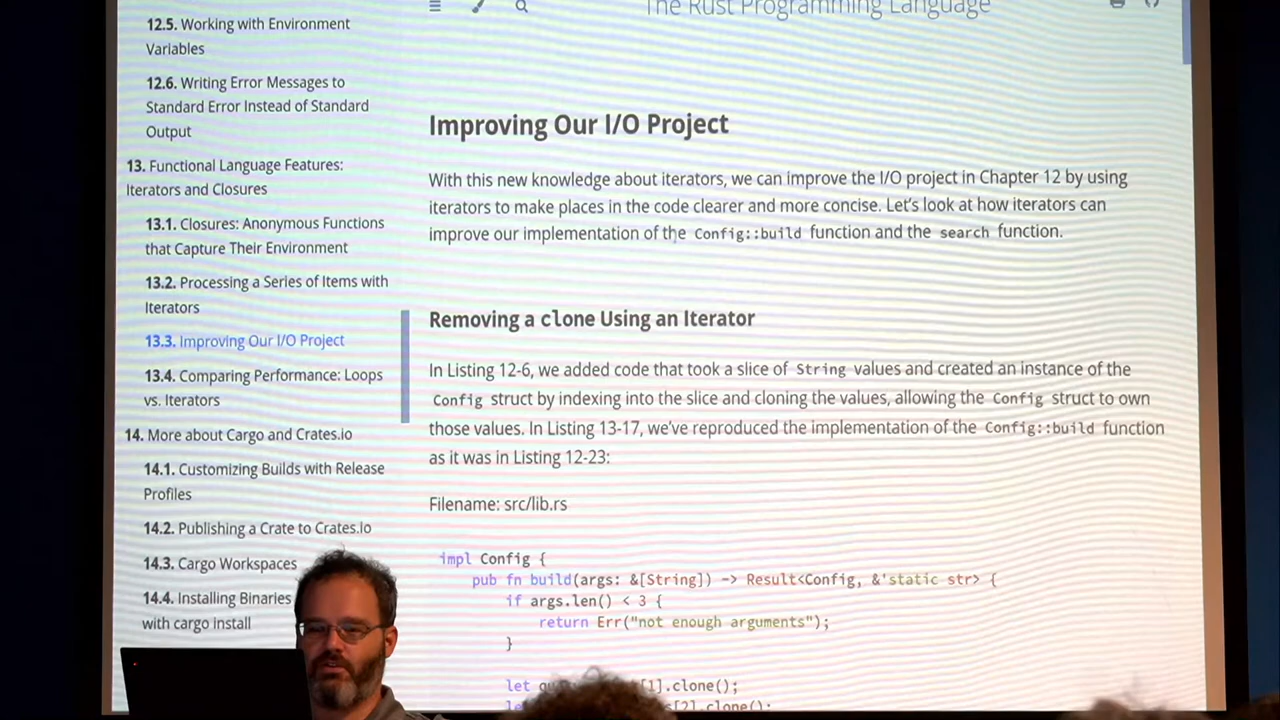 The Rust Programming Language
12.5. Working with Environment
Variables
12.6. Writing Error Messages to
Standard Error Instead of Standard
Output
13. Functional Language Features:
Iterators and Closures
13.1. Closures: Anonymous Functions
that Capture Their Environment
13.2. Processing a Series of Items with
Iterators
13.3. Improving Our I/O Project
13.4. Comparing Performance: Loops
vs. Iterators
14. More about Cargo and Crates.io
14.1. Customizing Builds with Release
Profiles
14.2. Publishing a Crate to Crates.io
14.3. Cargo Workspaces
14.4. Installing Binaries
with cargo install
Improving Our I/O Project
With this new knowledge about iterators, we can improve the I/O project in Chapter 12 by using
iterators to make places in the code clearer and more concise. Let's look at how iterators can
improve our implementation of the Config::build function and the search function.
Removing a clone Using an Iterator
In Listing 12-6, we added code that took a slice of String values and created an instance of the
Config struct by indexing into the slice and cloning the values, allowing the Config struct to own
those values. In Listing 13-17, we've reproduced the implementation of the Config::build function
as it was in Listing 12-23:
Filename: src/lib.rs
impl Config {
pub fn build(args: &[String]) -> Result<Config, &'static str> {
if args.len() < 3 {
return Err("not enough arguments");
}
let [1].clone();
[2].clone();